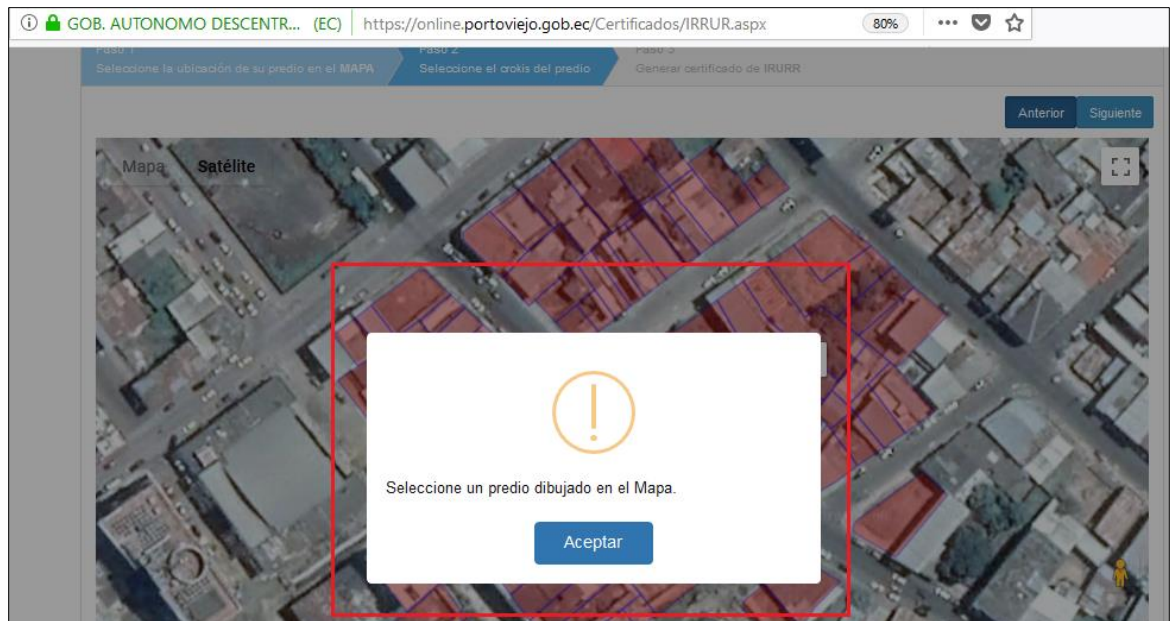 GOB. AUTONOMO DESCENTR... (EC) https://online.portoviejo.gob.ec/Certificados/IRRUR.aspx 80%
Paso 1 Paso 2 Paso 3
Seleccione la ubicación de su predio en el MAPA Seleccione el crokis del predio Generar certificado de IRURR
Anterior Siguiente
Mapa Satélite
Seleccione un predio dibujado en el Mapa.
Aceptar